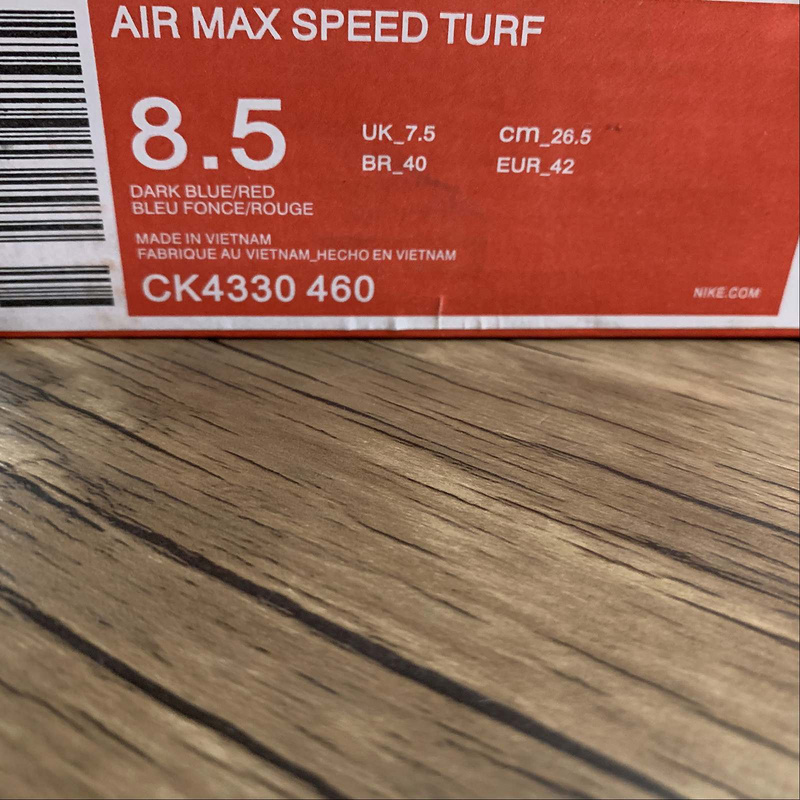 AIR MAX SPEED TURF
8.5
UK_7.5 cm_26.5
BR_40 EUR_42
DARK BLUE/RED
BLEU FONCE/ROUGE
MADE IN VIETNAM
FABRIQUE AU VIETNAM_HECHO EN VIETNAM
CK4330 460
NIKE.COM